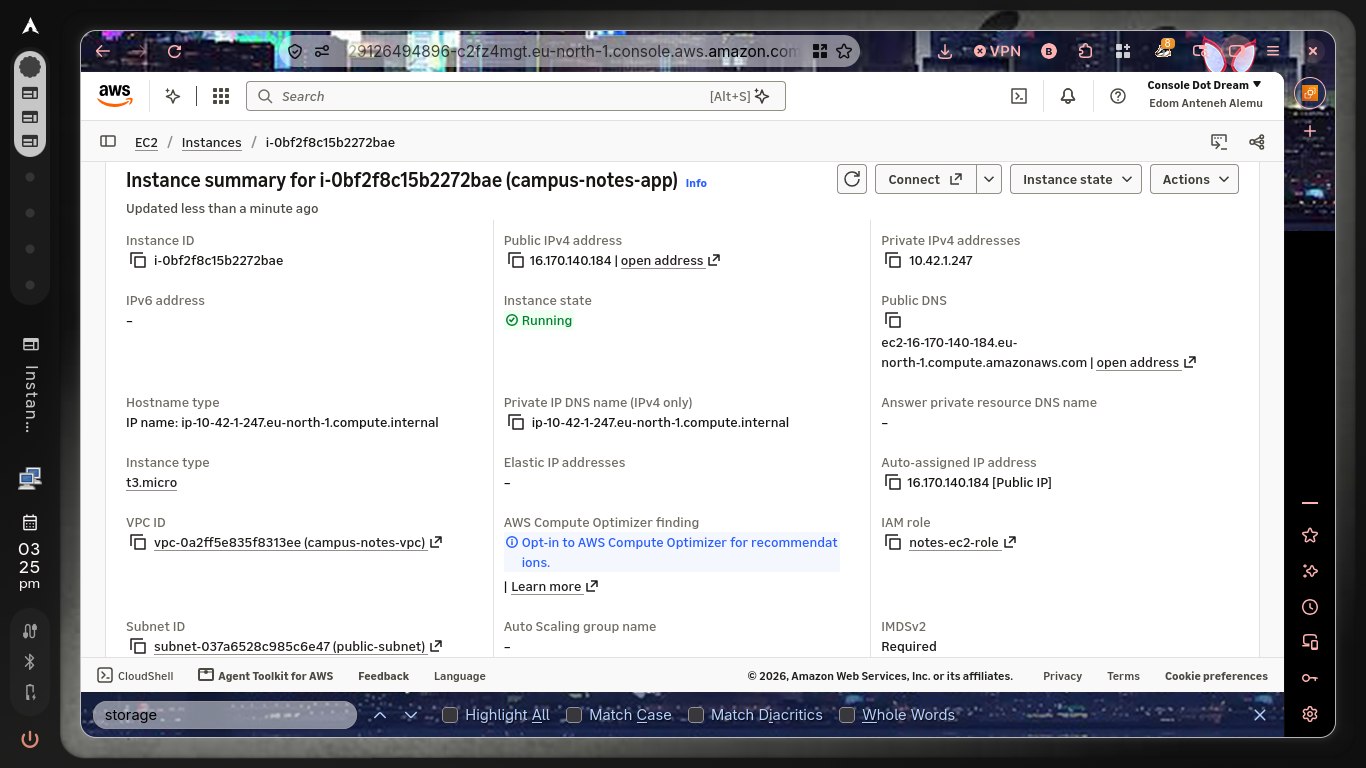 29126494896-c2fz4mgt.eu-north-1.console.aws.amazon.com
VPN
B
8
aws
Search
[Alt+S]
Console Dot Dream
Edom Anteneh Alemu
EC2 / Instances / i-0bf2f8c15b2272bae
Instance summary for i-0bf2f8c15b2272bae (campus-notes-app) Info
Connect
Instance state
Actions
Updated less than a minute ago
Instance ID
i-0bf2f8c15b2272bae
Public IPv4 address
16.170.140.184 | open address
Private IPv4 addresses
10.42.1.247
IPv6 address
–
Instance state
Running
Public DNS
ec2-16-170-140-184.eu-
north-1.compute.amazonaws.com | open address
Hostname type
IP name: ip-10-42-1-247.eu-north-1.compute.internal
Private IP DNS name (IPv4 only)
ip-10-42-1-247.eu-north-1.compute.internal
Answer private resource DNS name
–
Instance type
t3.micro
Elastic IP addresses
–
Auto-assigned IP address
16.170.140.184 [Public IP]
VPC ID
vpc-0a2ff5e835f8313ee (campus-notes-vpc)
AWS Compute Optimizer finding
Opt-in to AWS Compute Optimizer for recommendat
ions.
| Learn more
IAM role
notes-ec2-role
Subnet ID
subnet-037a6528c985c6e47 (public-subnet)
Auto Scaling group name
–
IMDSv2
Required
CloudShell
Agent Toolkit for AWS
Feedback
Language
© 2026, Amazon Web Services, Inc. or its affiliates.
Privacy
Terms
Cookie preferences
storage
Highlight All
Match Case
Match Diacritics
Whole Words
Instan...
03
25
pm